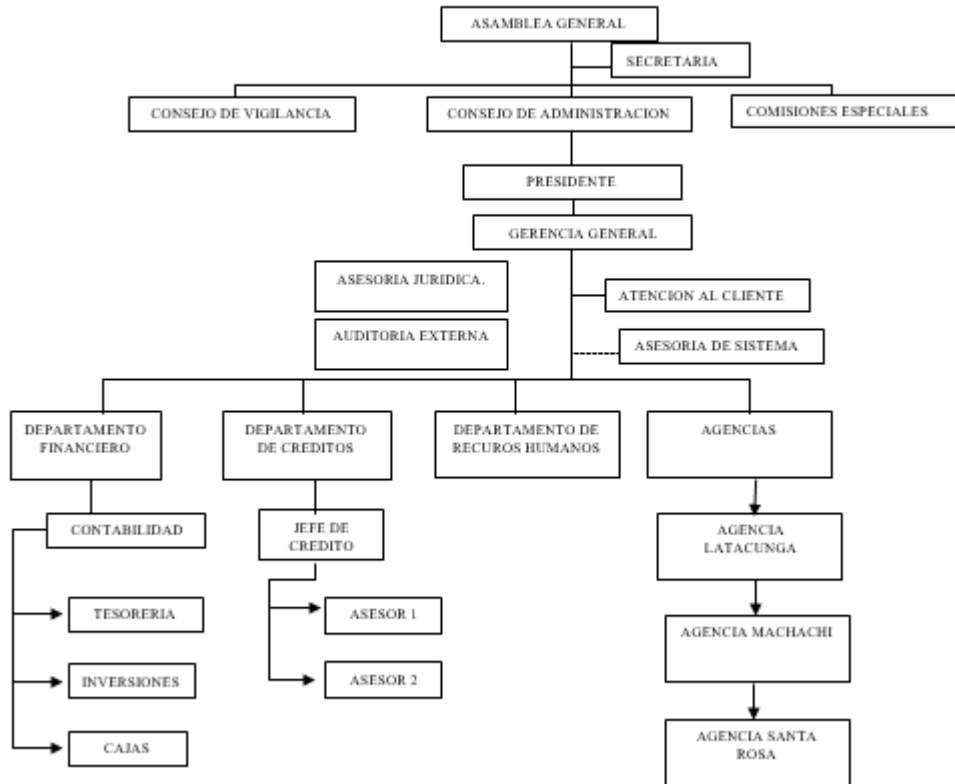 ASAMBLEA GENERAL
SECRETARIA
CONSEJO DE VIGILANCIA
CONSEJO DE ADMINISTRACION
COMISIONES ESPECIALES
PRESIDENTE
GERENCIA GENERAL
ASESORIA JURIDICA.
ATENCION AL CLIENTE
AUDITORIA EXTERNA
ASESORIA DE SISTEMA
DEPARTAMENTO
FINANCIERO
DEPARTAMENTO
DE CREDITOS
DEPARTAMENTO DE
RECUROS HUMANOS
AGENCIAS
CONTABILIDAD
JEFE DE
CREDITO
AGENCIA
LATACUNGA
TESORERIA
ASESOR 1
AGENCIA MACHACHI
INVERSIONES
ASESOR 2
CAJAS
AGENCIA SANTA
ROSA